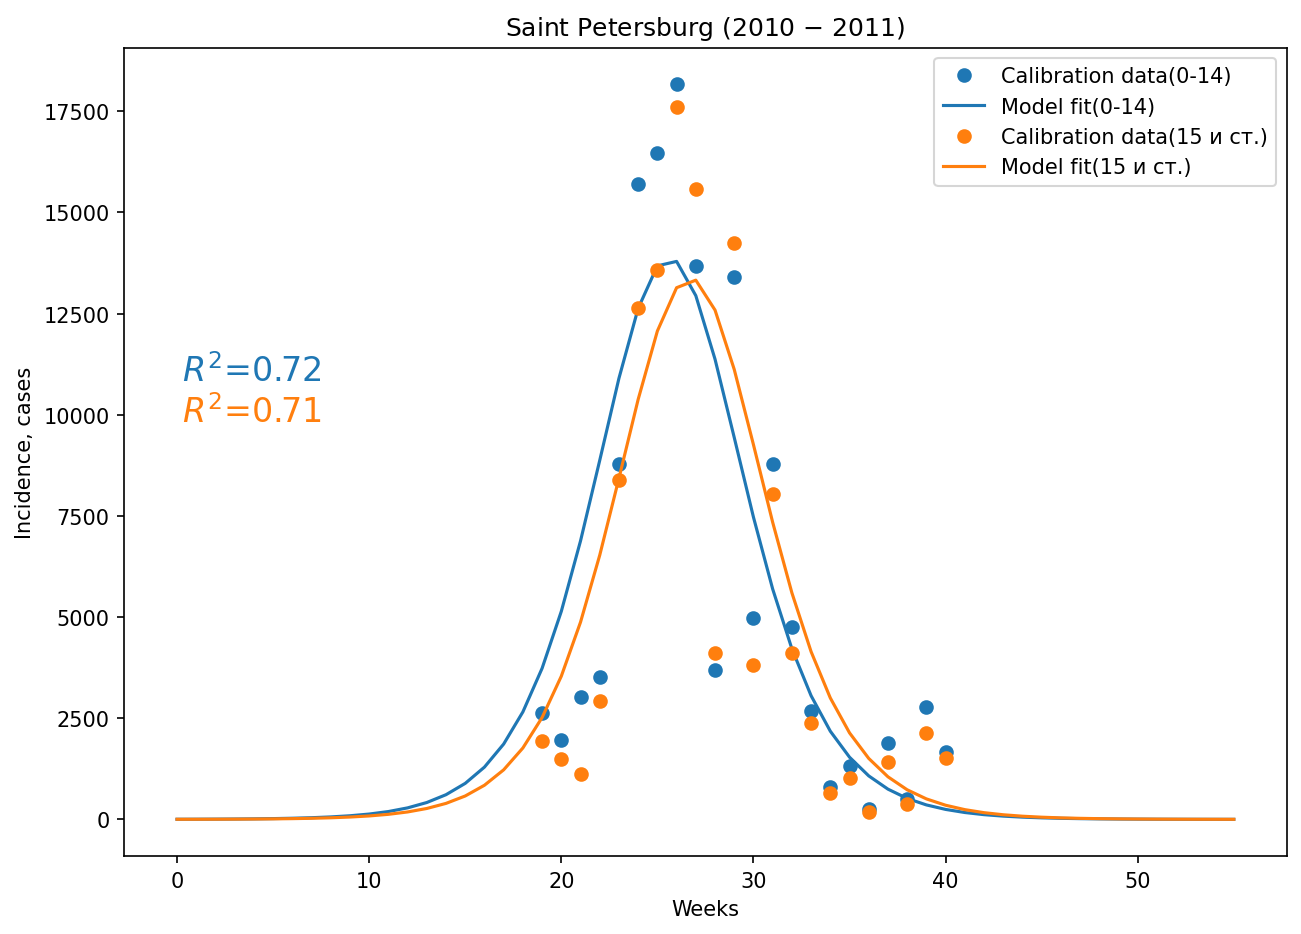 Saint Petersburg (2010 − 2011)
Calibration data(0-14)
Model fit(0-14)
Calibration data(15 и ст.)
Model fit(15 и ст.)
17500
15000
12500
10000
7500
5000
2500
0
Incidence, cases
R²=0.72
R²=0.71
0 10 20 30 40 50
Weeks